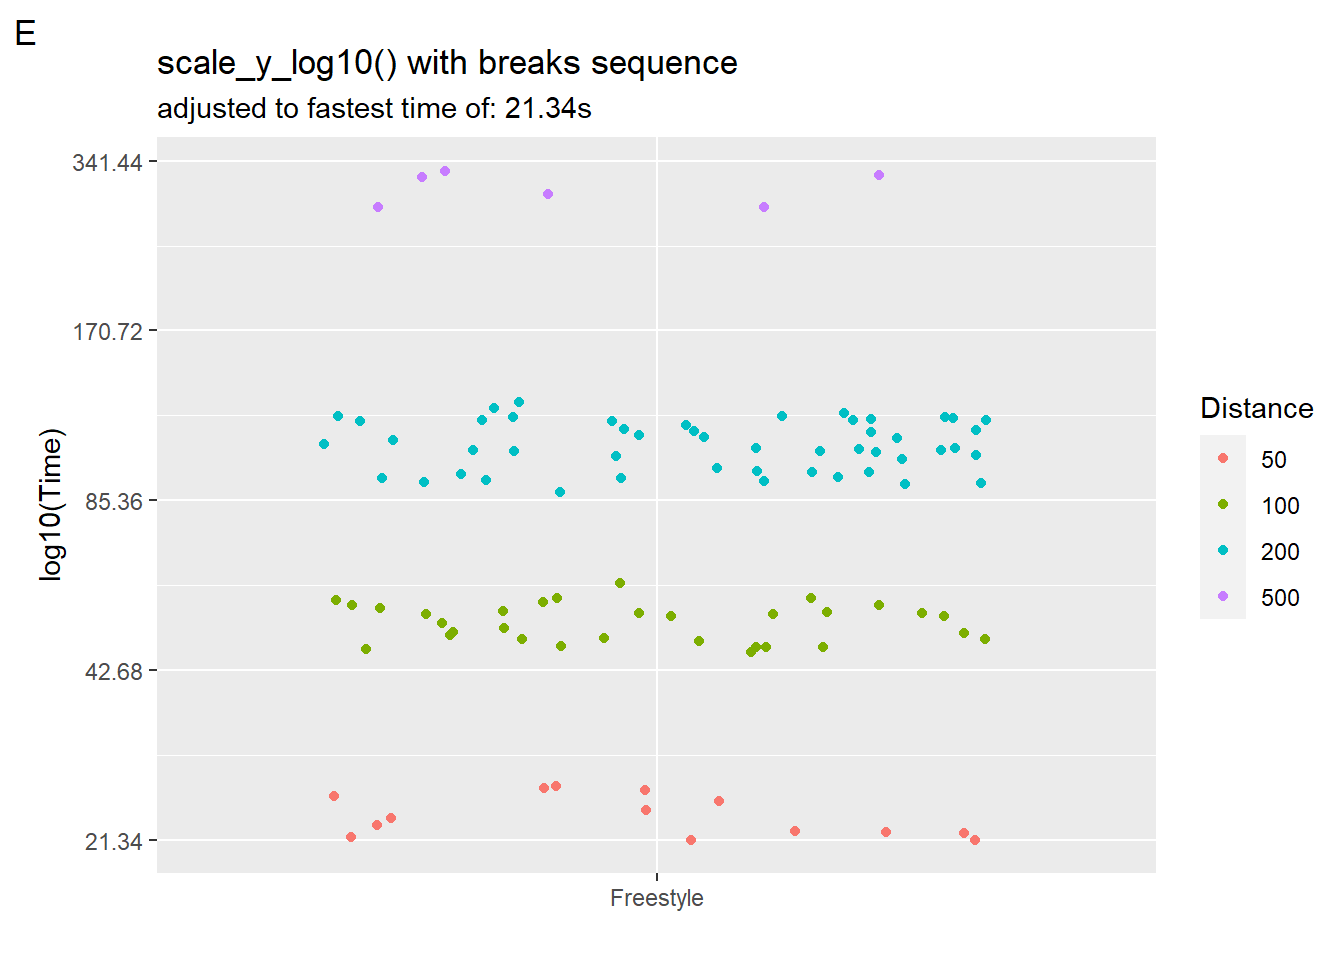 E
scale_y_log10() with breaks sequence
adjusted to fastest time of: 21.34s
341.44
170.72
85.36
42.68
21.34
log10(Time)
Freestyle
Distance
50
100
200
500